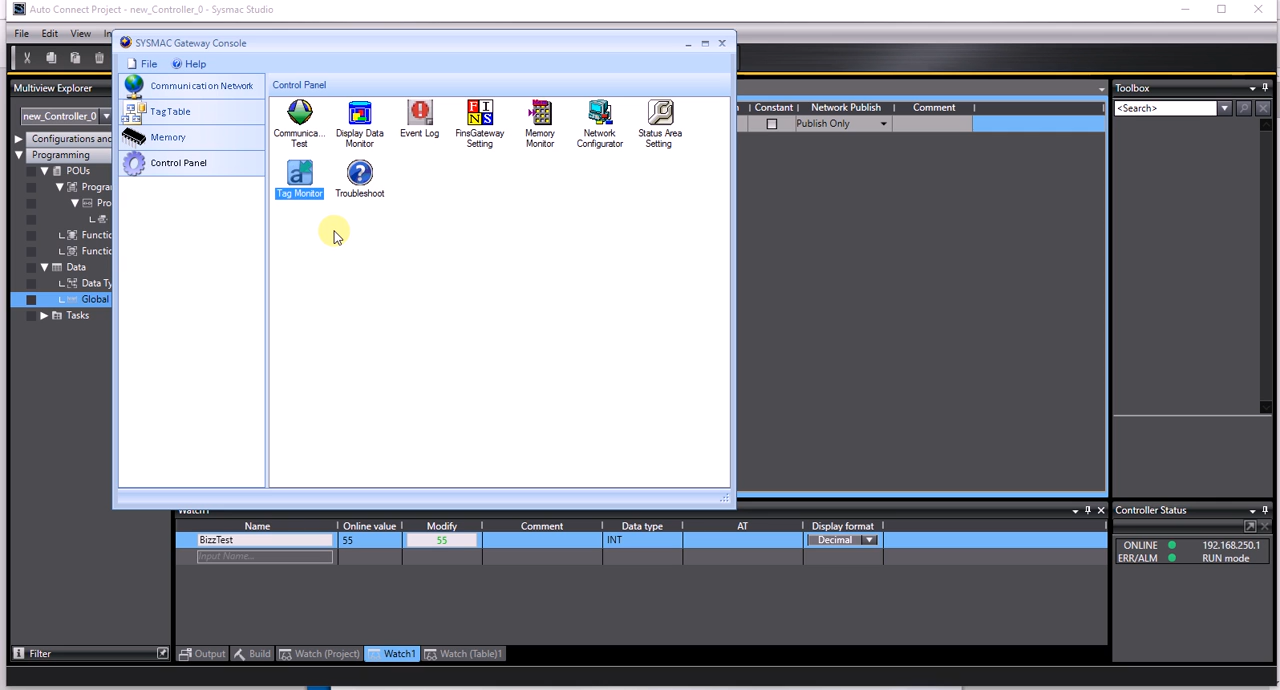 Auto Connect Project - new_Controller_0 - Sysmac Studio
File Edit View
SYSMAC Gateway Console
File Help
Multiview Explorer
new_Controller_0
Configurations and
Programming
POUs
Data
Global
Tasks
Filter
Communication Network
TagTable
Memory
Control Panel
Control Panel
Communica... Test
Display Data Monitor
Event Log
FinsGateway Setting
Memory Monitor
Network Configurator
Status Area Setting
Tag Monitor
Troubleshoot
Constant Network Publish Comment
Publish Only
Toolbox
<Search>
Watch1
Name Online value Modify Comment Data type AT Display format
BizzTest 55 55 INT Decimal
Input Name...
Output Build Watch (Project) Watch1 Watch (Table)1
Controller Status
ONLINE 192.168.250.1
ERR/ALM RUN mode